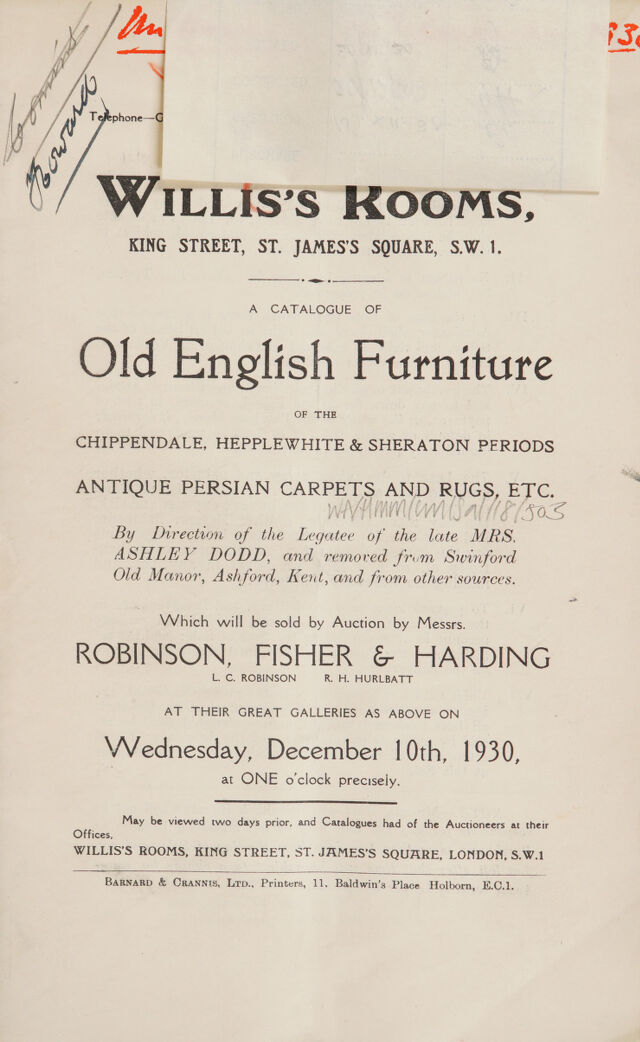 Telephone—
WILLIS'S ROOMS,
KING STREET, ST. JAMES'S SQUARE, S.W. 1.
A CATALOGUE OF
Old English Furniture
OF THE
CHIPPENDALE, HEPPLEWHITE & SHERATON PERIODS
ANTIQUE PERSIAN CARPETS AND RUGS, ETC.
By Direction of the Legatee of the late MRS.
ASHLEY DODD, and removed from Swinford
Old Manor, Ashford, Kent, and from other sources.
Which will be sold by Auction by Messrs.
ROBINSON, FISHER & HARDING
L. C. ROBINSON R. H. HURLBATT
AT THEIR GREAT GALLERIES AS ABOVE ON
Wednesday, December 10th, 1930,
at ONE o'clock precisely.
May be viewed two days prior, and Catalogues had of the Auctioneers at their
Offices,
WILLIS'S ROOMS, KING STREET, ST. JAMES'S SQUARE, LONDON, S.W.1
BARNARD & CRANNIS, LTD., Printers, 11, Baldwin's Place Holborn, E.C.1.